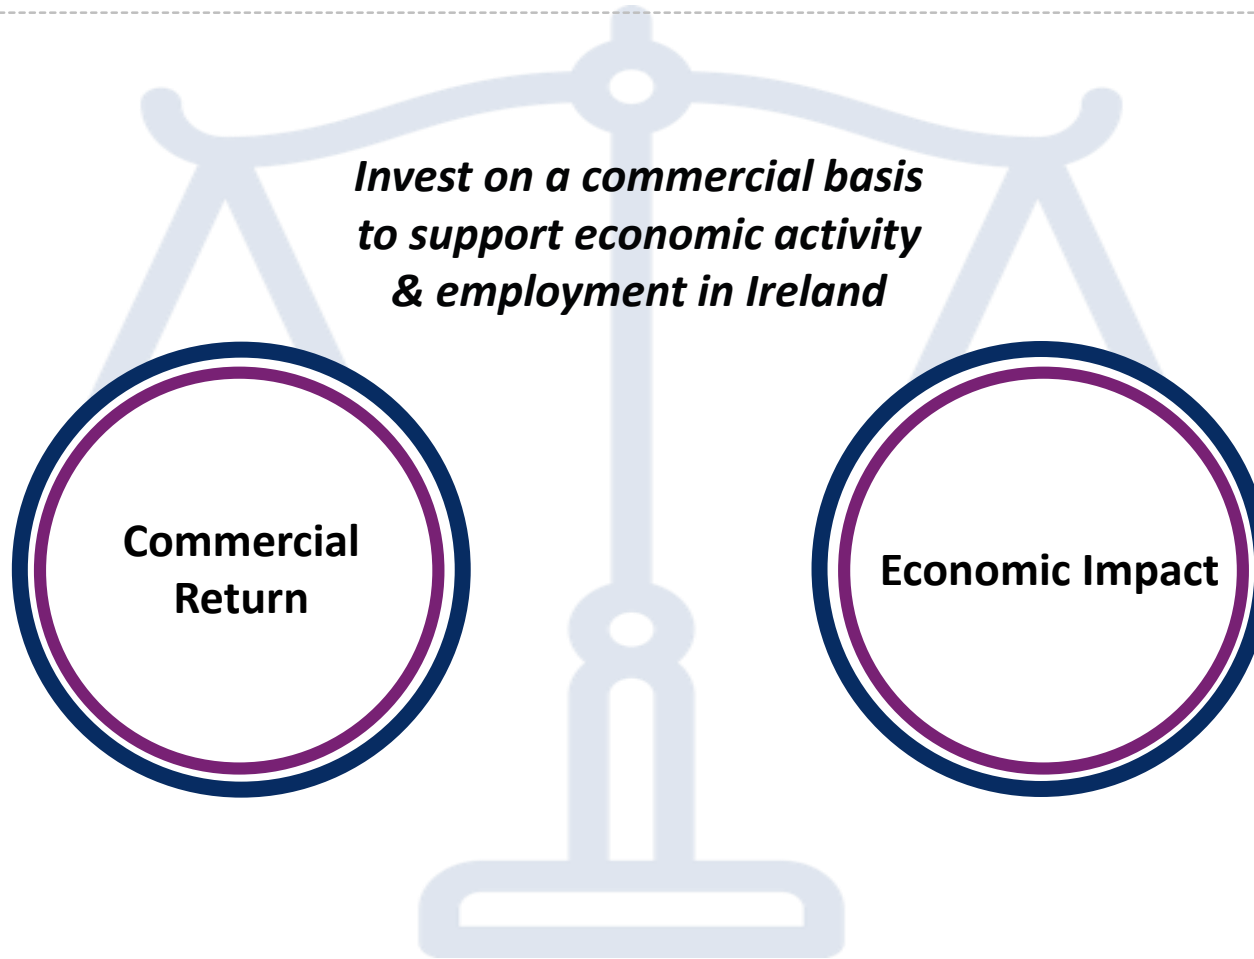 Invest on a commercial basis
to support economic activity
& employment in Ireland
Commercial
Return
Economic Impact